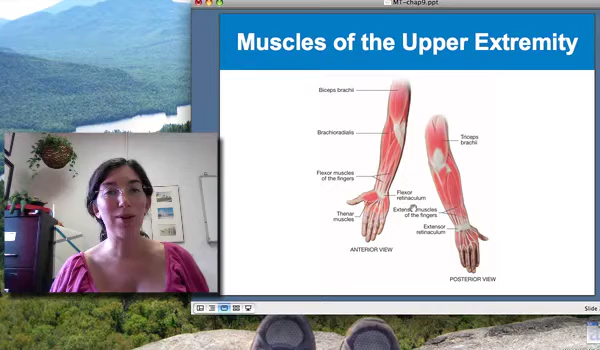 MT-chap9.ppt
Muscles of the Upper Extremity
Biceps brachii
Brachioradialis
Triceps
brachii
Flexor muscles
of the fingers
Flexor
retinaculum
Thenar
muscles
muscles
of the fingers
Extensor
retinaculum
ANTERIOR VIEW
POSTERIOR VIEW
Slide